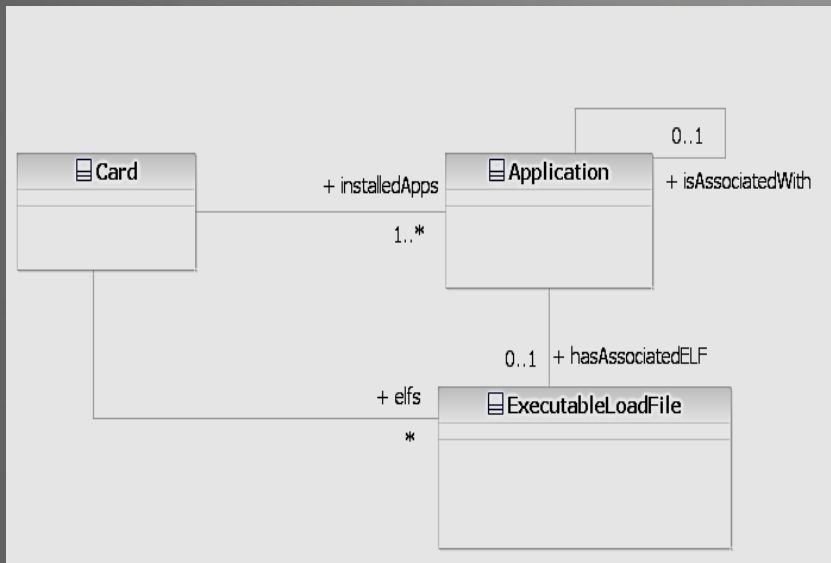 0..1
Card
Application
+ installedApps
+ isAssociatedWith
1..*
0..1
+ hasAssociatedELF
+ elfs
ExecutableLoadFile
*